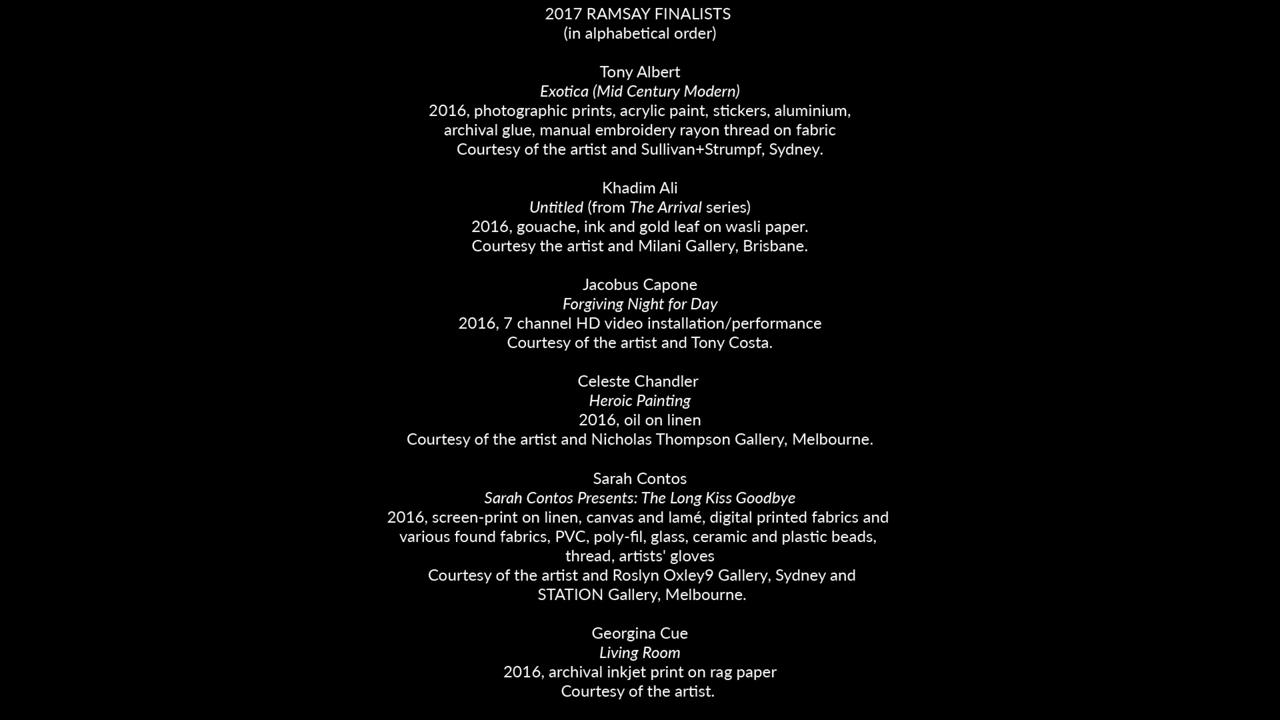 2017 RAMSAY FINALISTS
(in alphabetical order)
Tony Albert
Exotica (Mid Century Modern)
2016, photographic prints, acrylic paint, stickers, aluminium,
archival glue, manual embroidery rayon thread on fabric
Courtesy of the artist and Sullivan+Strumpf, Sydney.
Khadim Ali
Untitled (from The Arrival series)
2016, gouache, ink and gold leaf on wasli paper.
Courtesy the artist and Milani Gallery, Brisbane.
Jacobus Capone
Forgiving Night for Day
2016, 7 channel HD video installation/performance
Courtesy of the artist and Tony Costa.
Celeste Chandler
Heroic Painting
2016, oil on linen
Courtesy of the artist and Nicholas Thompson Gallery, Melbourne.
Sarah Contos
Sarah Contos Presents: The Long Kiss Goodbye
2016, screen-print on linen, canvas and lamé, digital printed fabrics and
various found fabrics, PVC, poly-fil, glass, ceramic and plastic beads,
thread, artists' gloves
Courtesy of the artist and Roslyn Oxley9 Gallery, Sydney and
STATION Gallery, Melbourne.
Georgina Cue
Living Room
2016, archival inkjet print on rag paper
Courtesy of the artist.